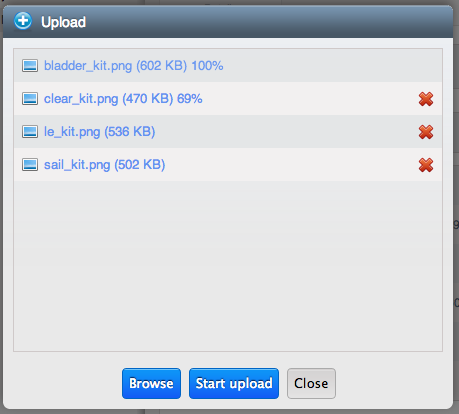 Upload
bladder_kit.png (602 KB) 100%
clear_kit.png (470 KB) 69%
le_kit.png (536 KB)
sail_kit.png (502 KB)
Browse
Start upload
Close